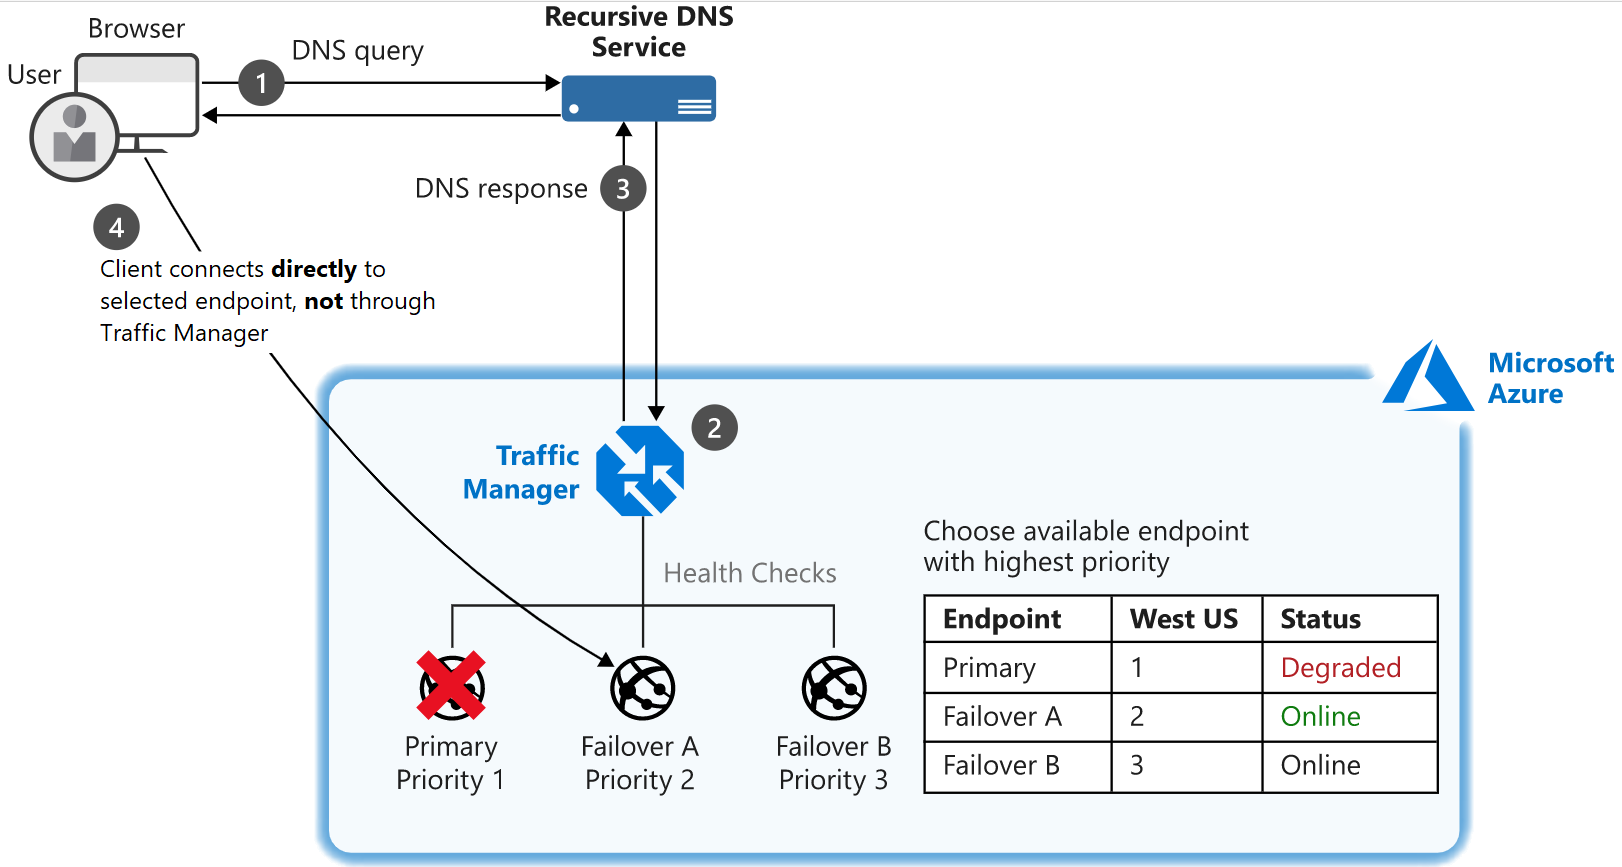 Recursive DNS
Service
Browser
User
DNS query
1
DNS response
3
4
Client connects directly to
selected endpoint, not through
Traffic Manager
Microsoft
Azure
2
Traffic
Manager
Health Checks
Primary
Priority 1
Failover A
Priority 2
Failover B
Priority 3
Choose available endpoint
with highest priority
Endpoint West US Status
Primary 1 Degraded
Failover A 2 Online
Failover B 3 Online